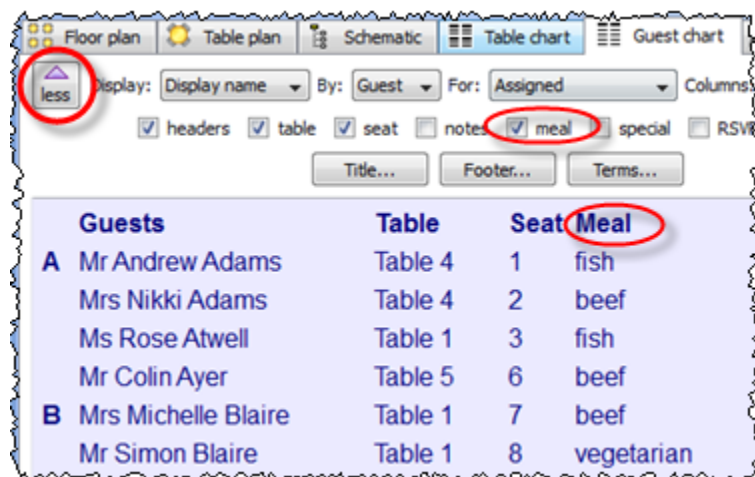 Floor plan Table plan Schematic Table chart Guest chart
less Display: Display name By: Guest For: Assigned Columns
headers table seat notes meal special RSV
Title... Footer... Terms...
Guests Table Seat Meal
A Mr Andrew Adams Table 4 1 fish
Mrs Nikki Adams Table 4 2 beef
Ms Rose Atwell Table 1 3 fish
Mr Colin Ayer Table 5 6 beef
B Mrs Michelle Blaire Table 1 7 beef
Mr Simon Blaire Table 1 8 vegetarian